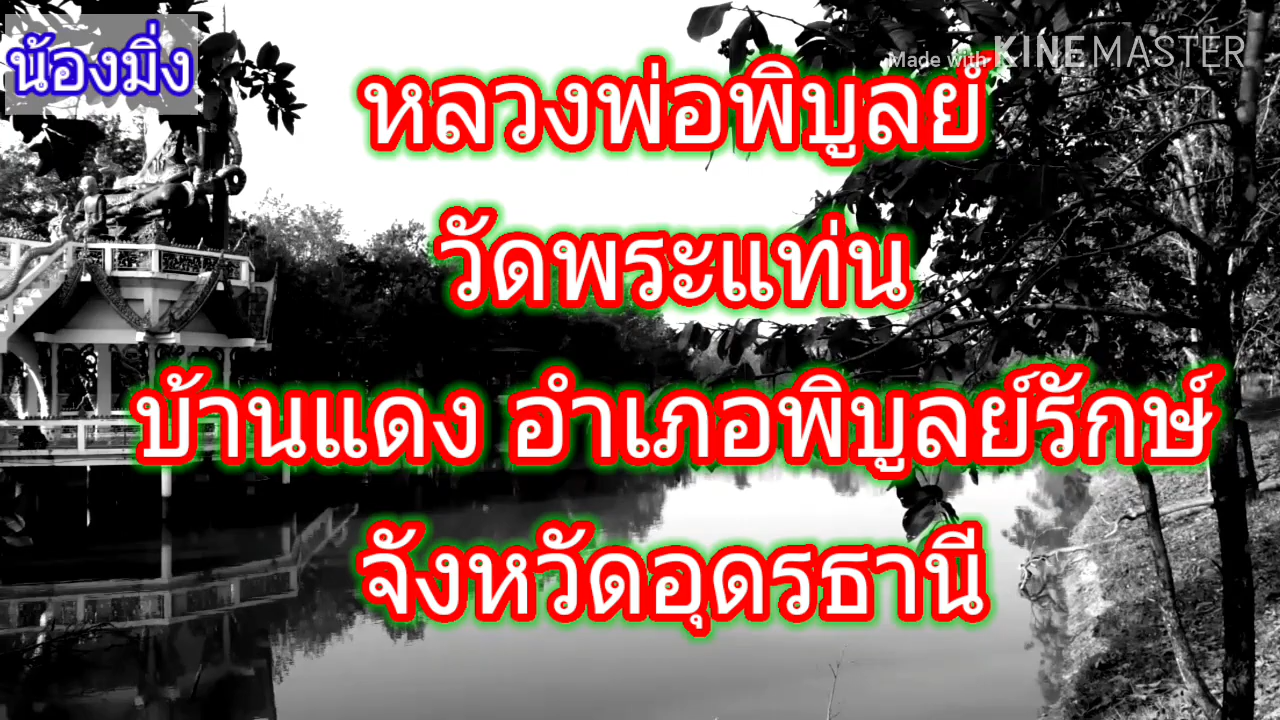 น้องมิ่ง
Made with KINEMASTER
หลวงพ่อพิบูลย์
วัดพระแท่น
บ้านแดง อำเภอพิบูลย์รักษ์
จังหวัดอุดรธานี